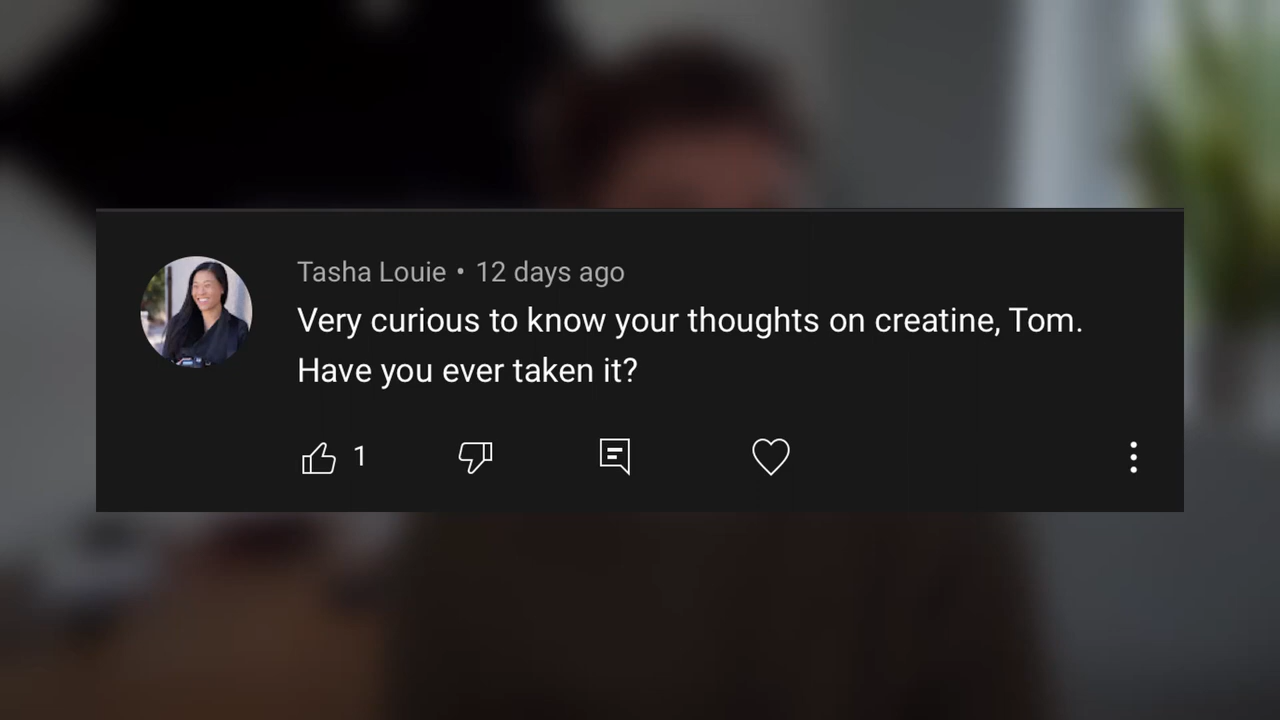 Tasha Louie • 12 days ago
Very curious to know your thoughts on creatine, Tom.
Have you ever taken it?
1